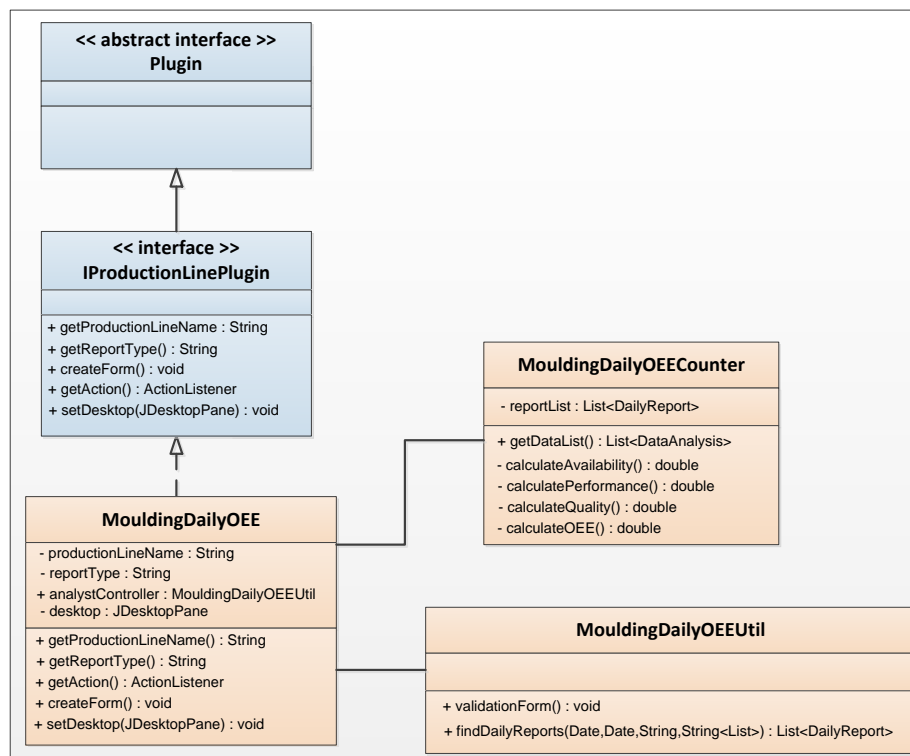 << abstract interface >>
Plugin
<< interface >>
IProductionLinePlugin
+ getProductionLineName : String
+ getReportType() : String
+ createForm() : void
+ getAction() : ActionListener
+ setDesktop(JDesktopPane) : void
MouldingDailyOEECounter
- reportList : List<DailyReport>
+ getDataList() : List<DataAnalysis>
- calculateAvailability() : double
- calculatePerformance() : double
- calculateQuality() : double
- calculateOEE() : double
MouldingDailyOEE
- productionLineName : String
- reportType : String
+ analystController : MouldingDailyOEEUtil
- desktop : JDesktopPane
+ getProductionLineName() : String
+ getReportType() : String
+ getAction() : ActionListener
+ createForm() : void
+ setDesktop(JDesktopPane) : void
MouldingDailyOEEUtil
+ validationForm() : void
+ findDailyReports(Date,Date,String,String<List>) : List<DailyReport>